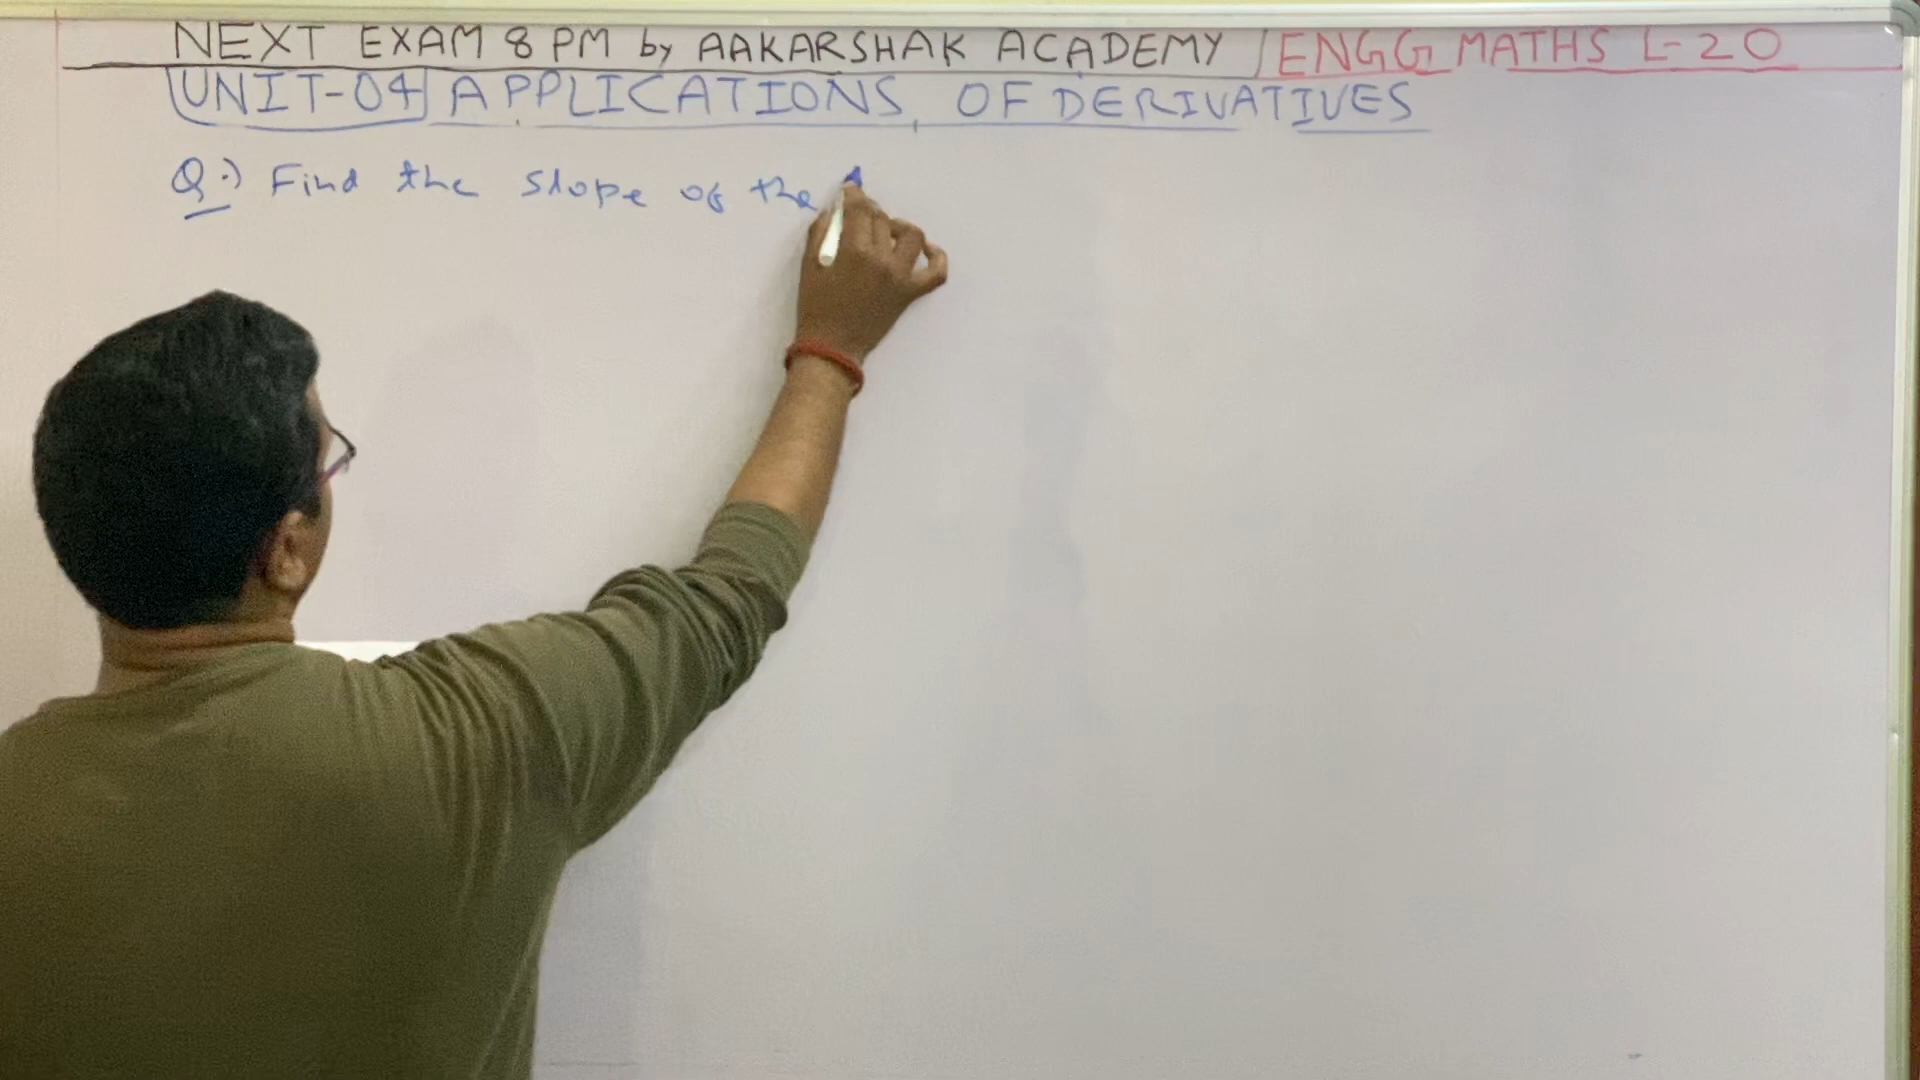 NEXT EXAM 8 PM by AAKARSHAK ACADEMY ENGG MATHS L-20
UNIT-04 APPLICATIONS OF DERIVATIVES
Q.) Find the slope of the